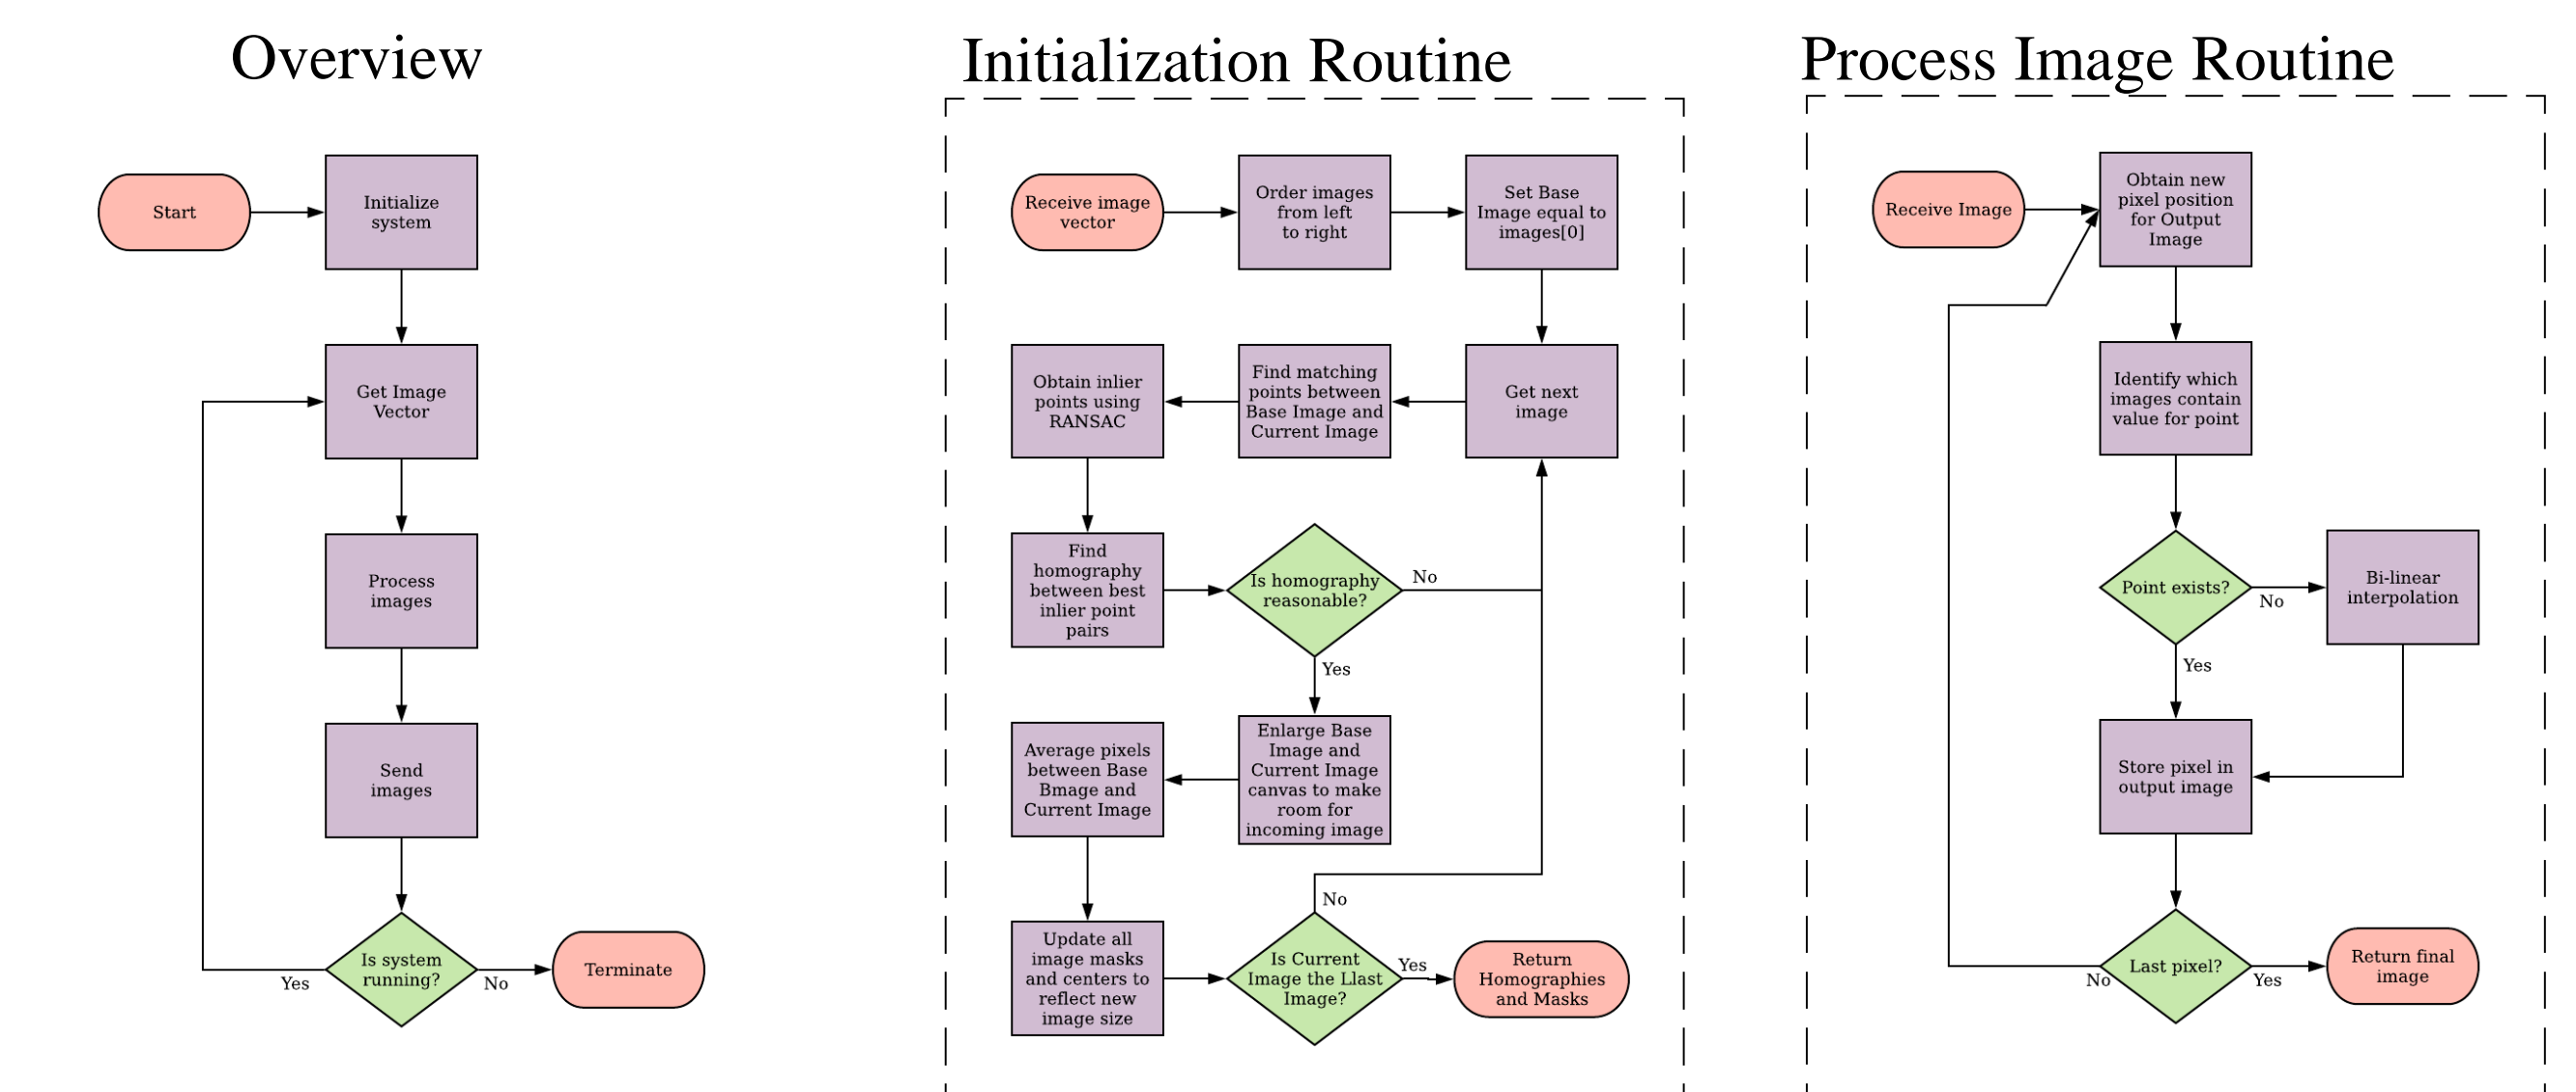 Overview
Start
Initialize
system
Get Image
Vector
Process
images
Send
images
Is system
running?
Yes
No
Terminate
Initialization Routine
Receive image
vector
Order images
from left
to right
Set Base
Image equal to
images[0]
Get next
image
Find matching
points between
Base Image and
Current Image
Obtain inlier
points using
RANSAC
Find
homography
between best
inlier point
pairs
Is homography
reasonable?
No
Yes
Enlarge Base
Image and
Current Image
canvas to make
room for
incoming image
Average pixels
between Base
Bmage and
Current Image
Update all
image masks
and centers to
reflect new
image size
Is Current
Image the Llast
Image?
No
Yes
Return
Homographies
and Masks
Process Image Routine
Receive Image
Obtain new
pixel position
for Output
Image
Identify which
images contain
value for point
Point exists?
No
Bi-linear
interpolation
Yes
Store pixel in
output image
Last pixel?
No
Yes
Return final
image